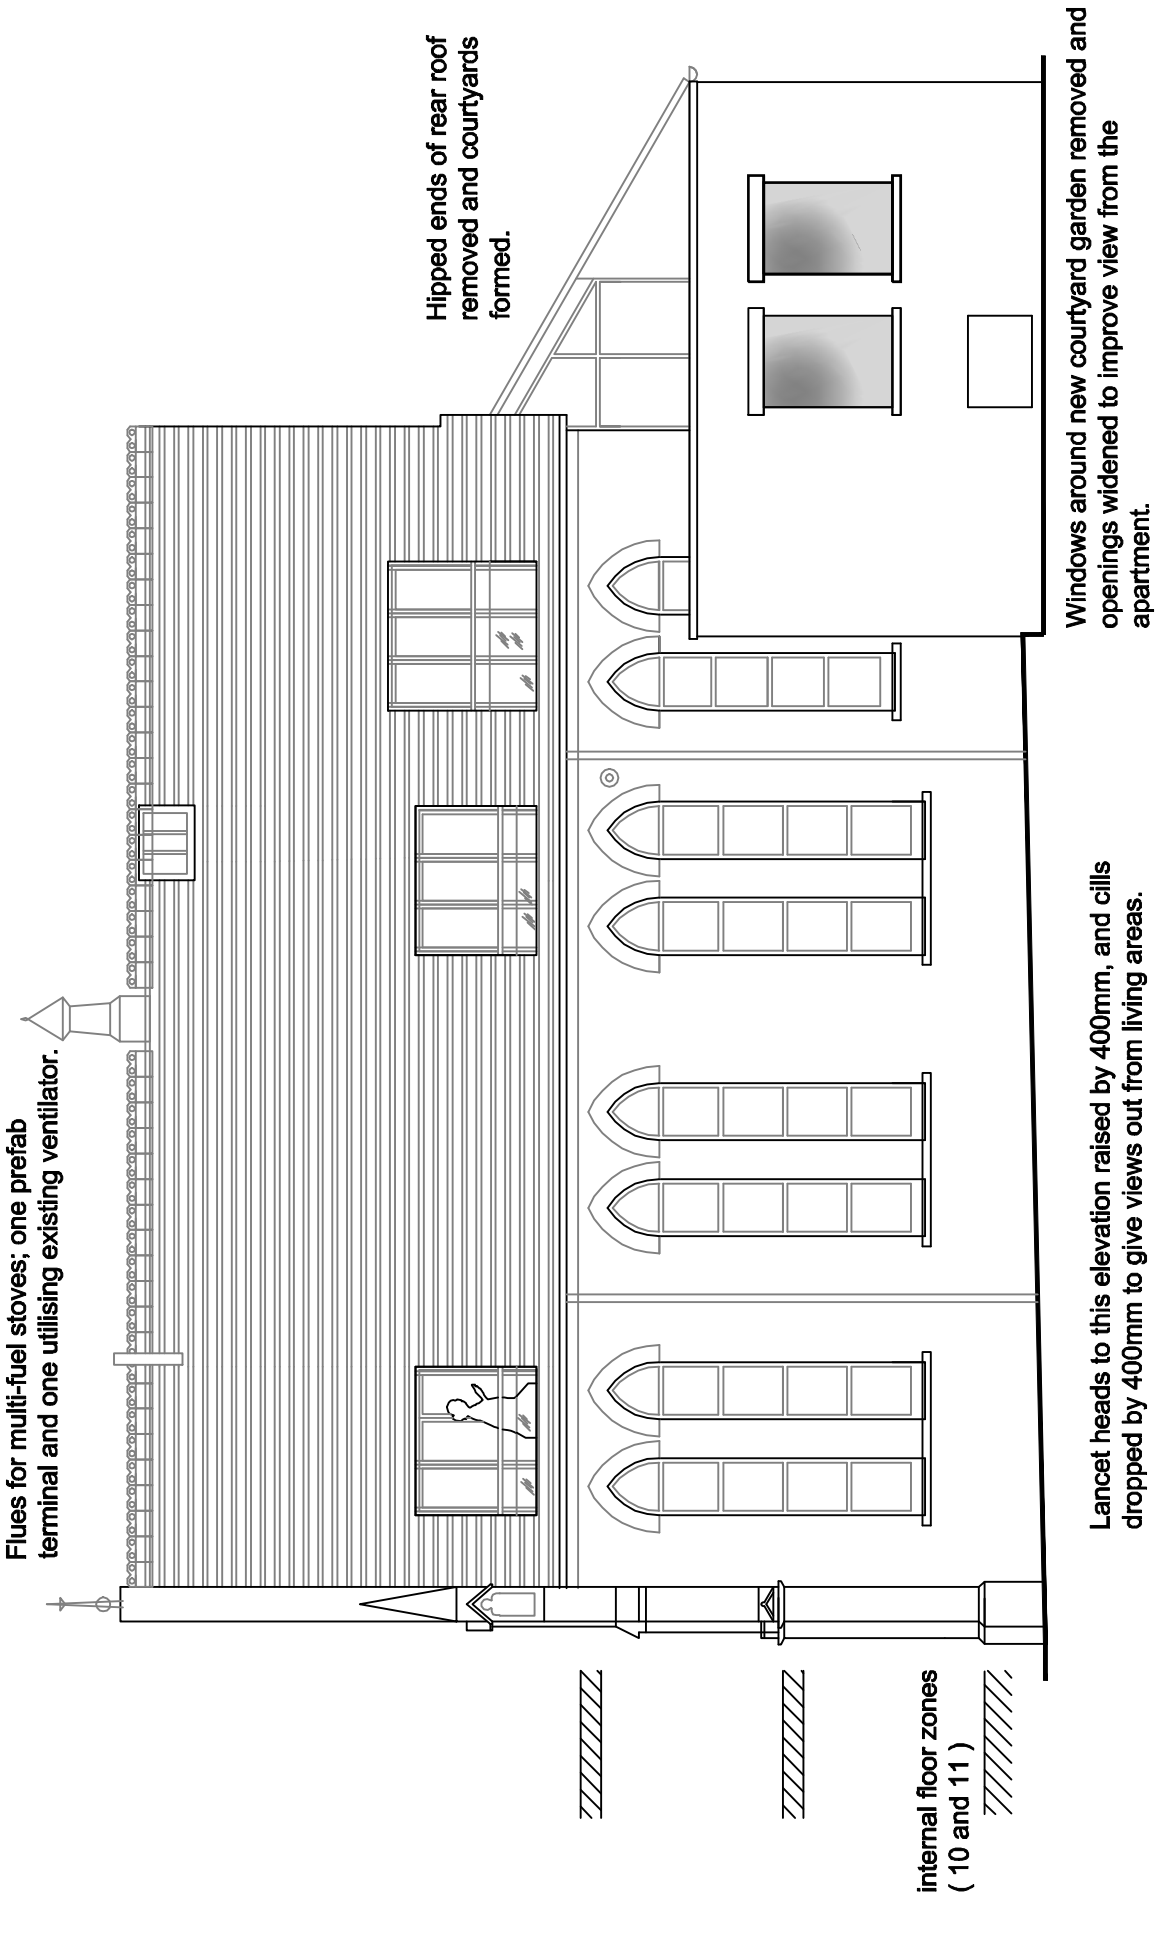 Flues for multi-fuel stoves; one prefab
terminal and one utilising existing ventilator.
Hipped ends of rear roof
removed and courtyards
formed.
internal floor zones
( 10 and 11 )
Lancet heads to this elevation raised by 400mm, and cills
dropped by 400mm to give views out from living areas.
Windows around new courtyard garden removed and
openings widened to improve view from the
apartment.